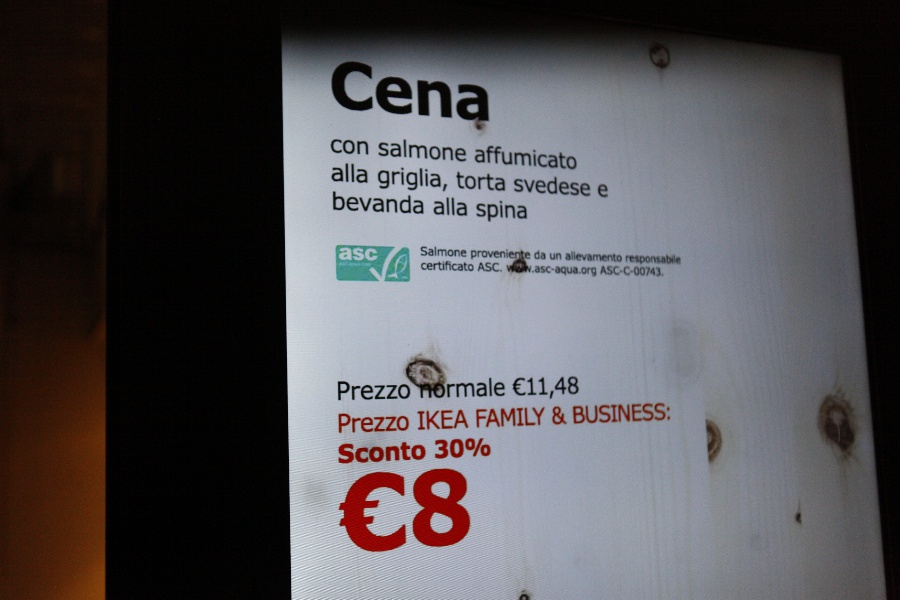 Cena
con salmone affumicato
alla griglia, torta svedese e
bevanda alla spina
asc
Salmone proveniente da un allevamento responsabile
certificato ASC. www.asc-aqua.org ASC-C-00743.
Prezzo normale €11,48
Prezzo IKEA FAMILY & BUSINESS:
Sconto 30%
€8